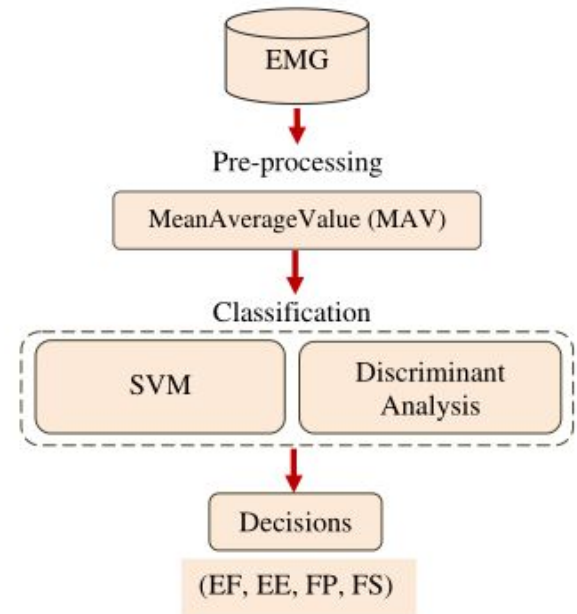 EMG
Pre-processing
MeanAverageValue (MAV)
Classification
SVM
Discriminant
Analysis
Decisions
(EF, EE, FP, FS)